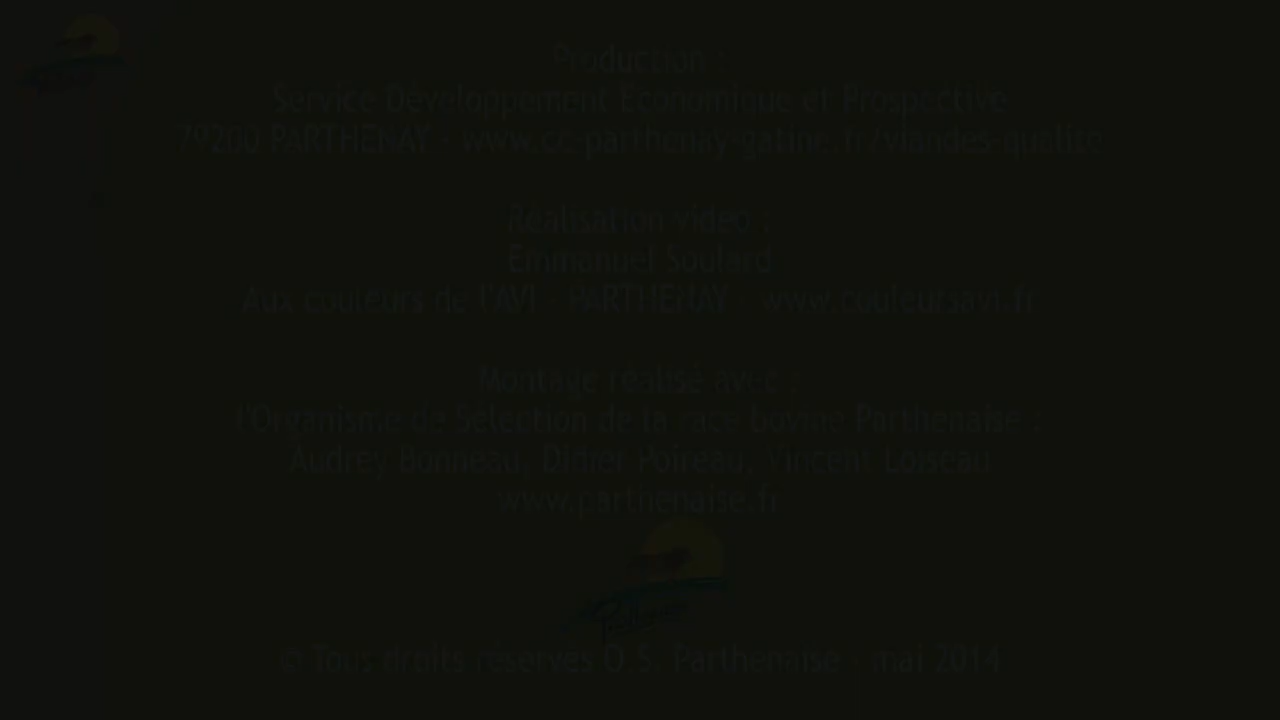 Production :
Service Développement Economique et Prospective
79200 PARTHENAY - www.cc-parthenay-gatine.fr/viandes-qualite
Réalisation vidéo :
Emmanuel Soulard
Aux couleurs de l'AVI - PARTHENAY - www.couleursavi.fr
Montage réalisé avec :
l'Organisme de Sélection de la race bovine Parthenaise :
Audrey Bonneau, Didier Poireau, Vincent Loiseau
www.parthenaise.fr
© Tous droits réservés O.S. Parthenaise - mai 2014